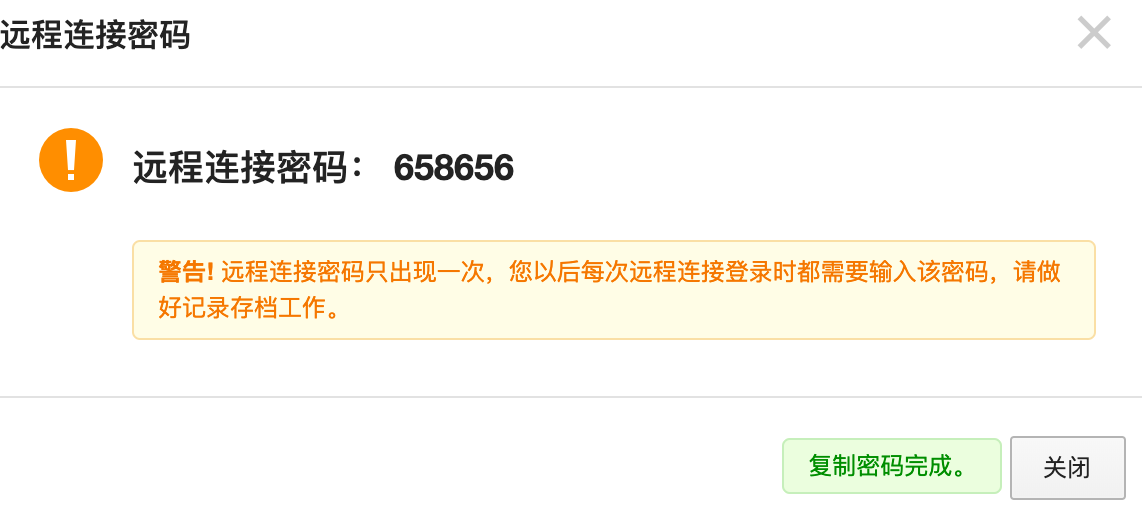 远程连接密码
远程连接密码： 658656
警告! 远程连接密码只出现一次，您以后每次远程连接登录时都需要输入该密码，请做
好记录存档工作。
复制密码完成。
关闭